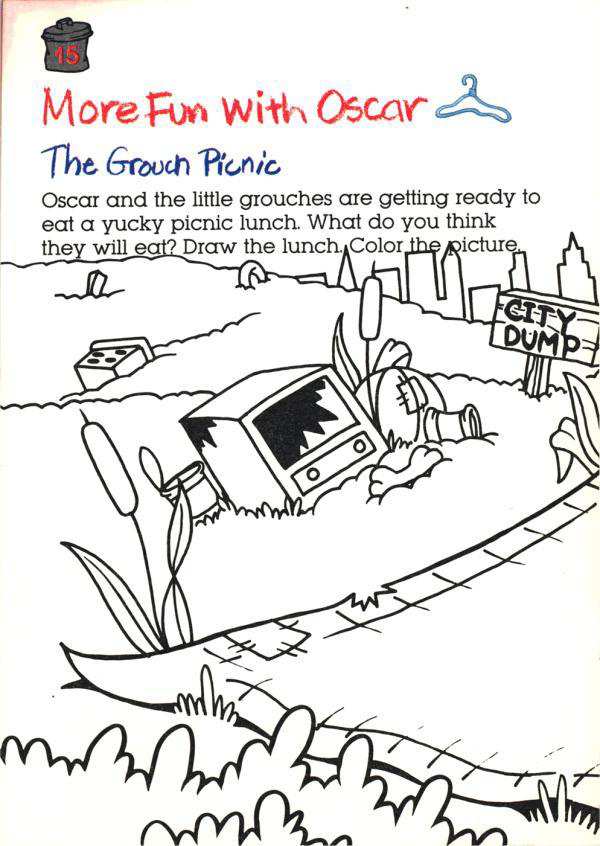 15
More Fun With Oscar
The Grouch Picnic
Oscar and the little grouches are getting ready to
eat a yucky picnic lunch. What do you think
they will eat? Draw the lunch. Color the picture.
CITY
DUMP